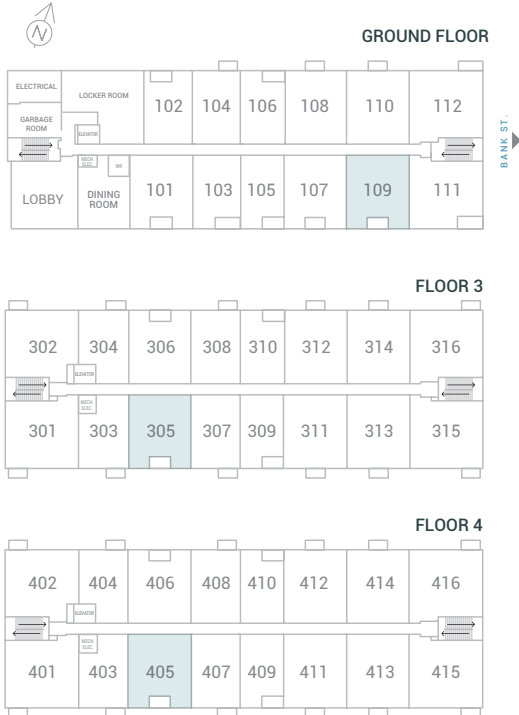 N
GROUND FLOOR
ELECTRICAL
LOCKER ROOM
GARBAGE
ROOM
ELEVATOR
102 104 106 108 110 112
MECH.
ELEC.
WR
LOBBY
DINING
ROOM
101 103 105 107 109 111
BANK ST.
FLOOR 3
302 304 306 308 310 312 314 316
ELEVATOR
MECH.
ELEC.
301 303 305 307 309 311 313 315
FLOOR 4
402 404 406 408 410 412 414 416
ELEVATOR
MECH.
ELEC.
401 403 405 407 409 411 413 415